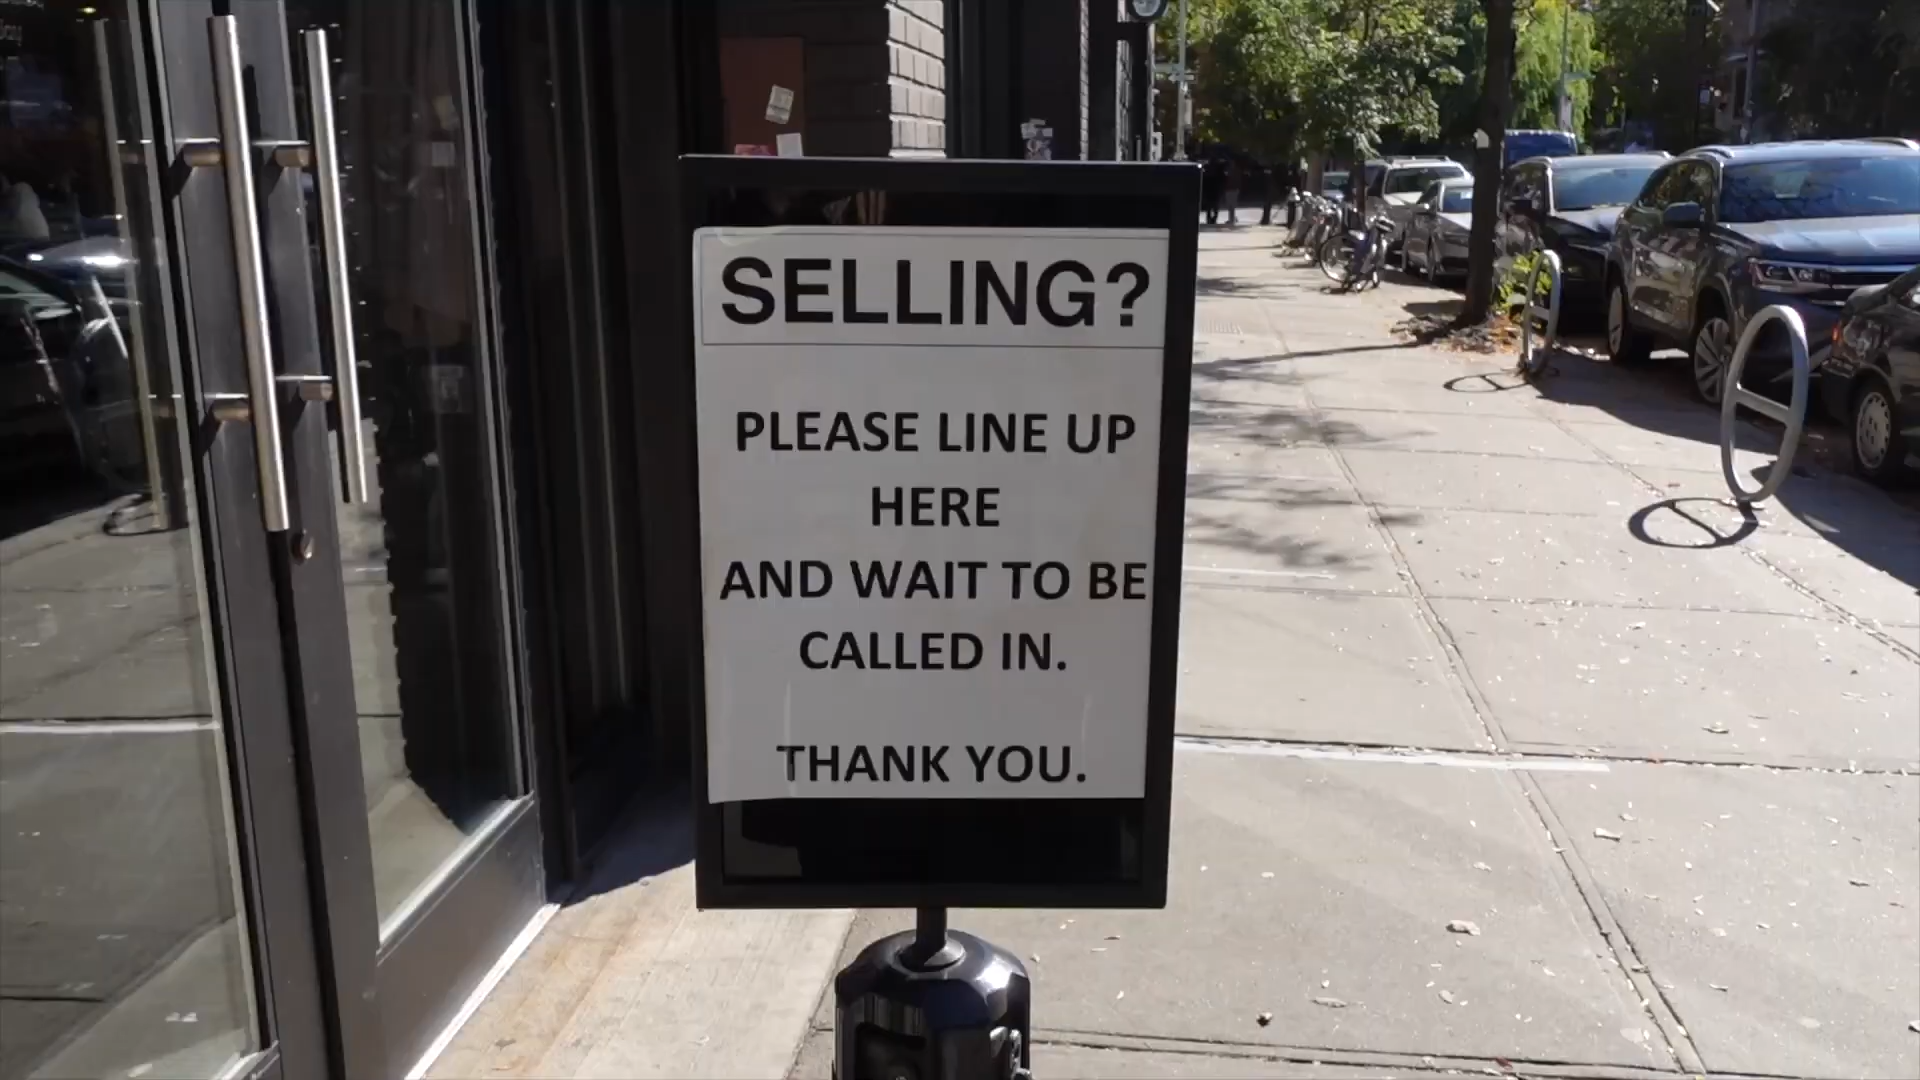 SELLING?
PLEASE LINE UP
HERE
AND WAIT TO BE
CALLED IN.
THANK YOU.